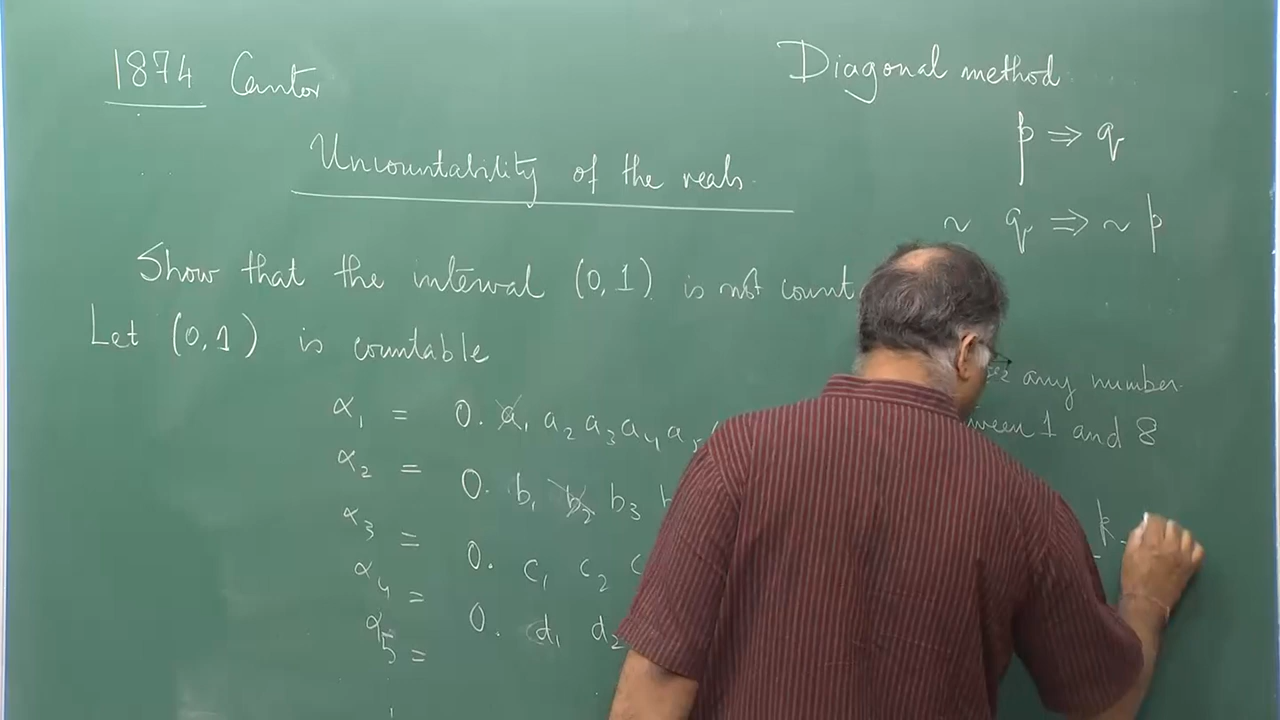 1874 Cantor
Diagonal method
p ⇒ q
~ q ⇒ ~ p
Uncountability of the reals.
Show that the interval (0,1) is not count
Let (0,1) is countable
any number
1 and 8
α₁ = 0. a₁ a₂ a₃ a₄ a₅
α₂ = 0. b₁ b₂ b₃
α₃ = 0. c₁ c₂ c
α₄ = 0. d₁ d₂
α₅ =